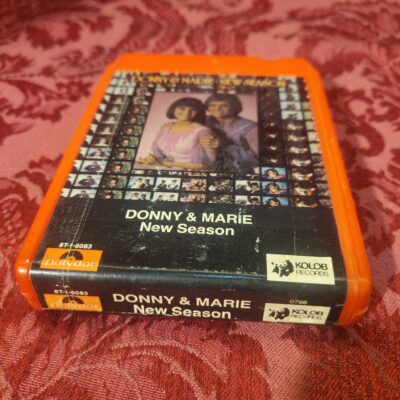 DONNY & MARIE
New Season
8T-1-6083
polydor
KOLOB
RECORDS
8T-1-6083
DONNY & MARIE
0798
New Season
KOLOB
RECORDS